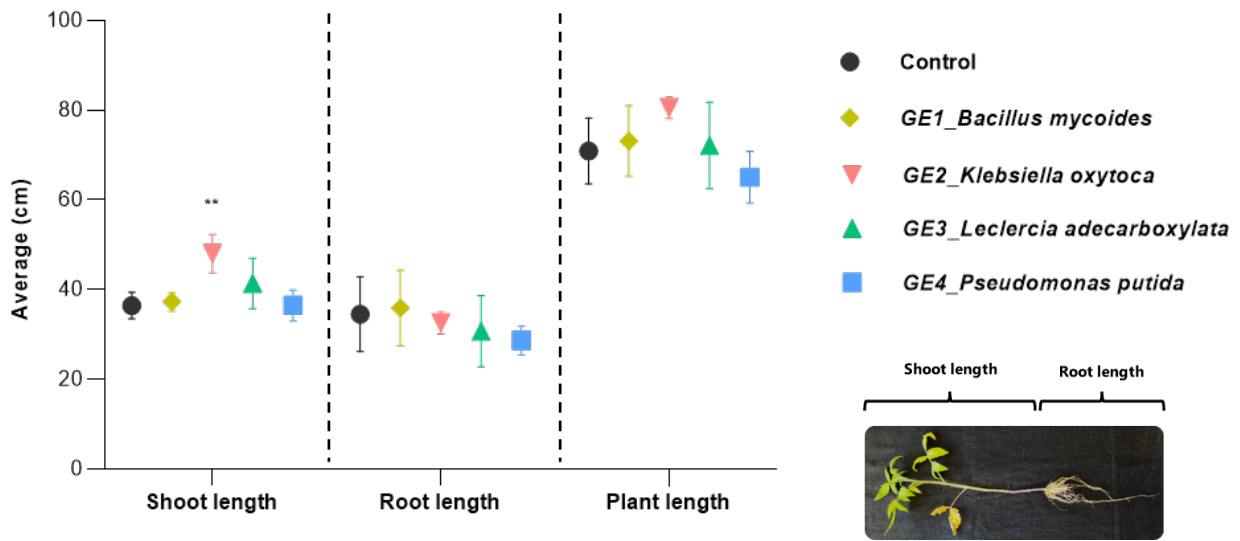 100
80
60
40
20
0
Average (cm)
**
Shoot length
Root length
Plant length
Control
GE1_Bacillus mycoides
GE2_Klebsiella oxytoca
GE3_Leclercia adecarboxylata
GE4_Pseudomonas putida
Shoot length
Root length